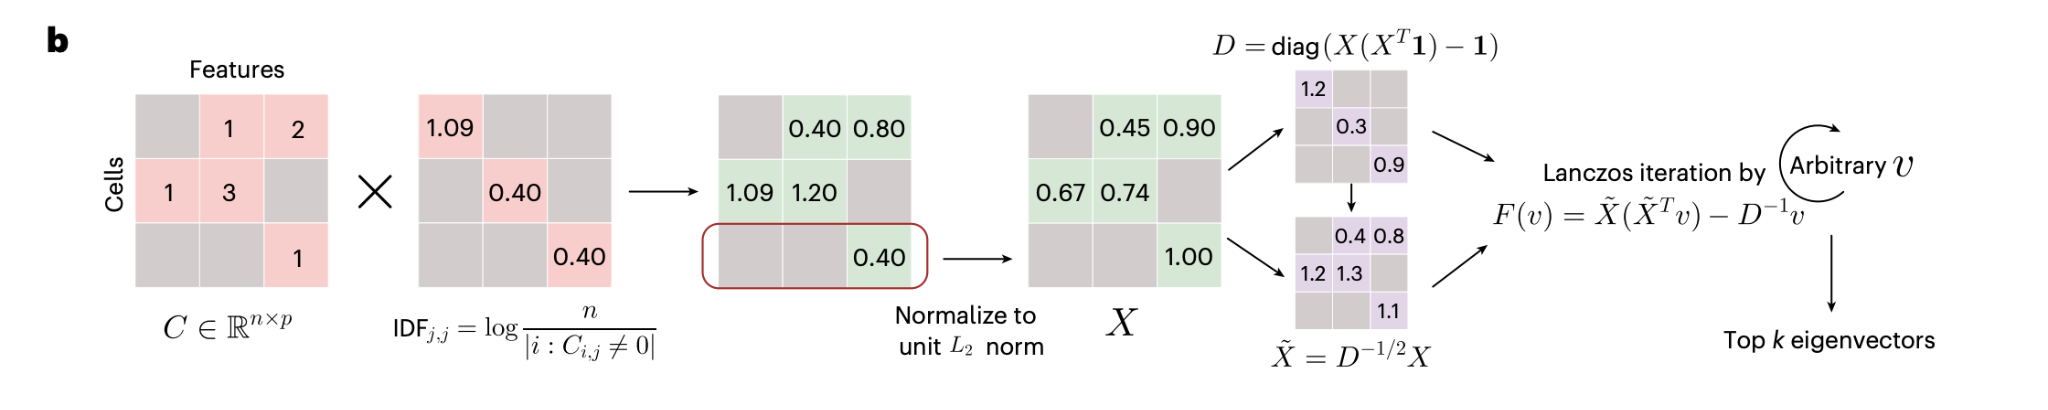 b
Features
Cells
1 2
1 3
1
C ∈ ℝ^{n×p}
×
1.09
0.40
0.40
IDF_{j,j} = log n / |i : C_{i,j} ≠ 0|
0.40 0.80
1.09 1.20
0.40
Normalize to
unit L_2 norm
0.45 0.90
0.67 0.74
1.00
X
D = diag(X(X^T 1) − 1)
1.2
0.3
0.9
0.4 0.8
1.2 1.3
1.1
X̃ = D^{−1/2}X
Lanczos iteration by
Arbitrary v
F(v) = X̃(X̃^T v) − D^{−1}v
Top k eigenvectors